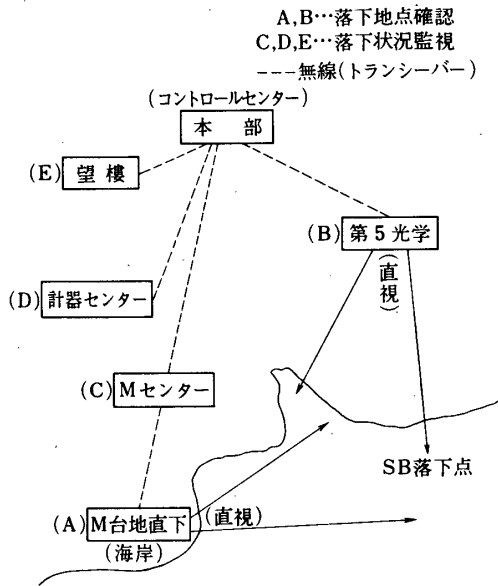 A,B…落下地点確認
C,D,E…落下状況監視
---無線(トランシーバー)
(コントロールセンター)
本 部
(E) 望 楼
(B) 第5光学
(直視)
(D) 計器センター
(C) Mセンター
SB落下点
(A) M台地直下 (直視)
(海岸)